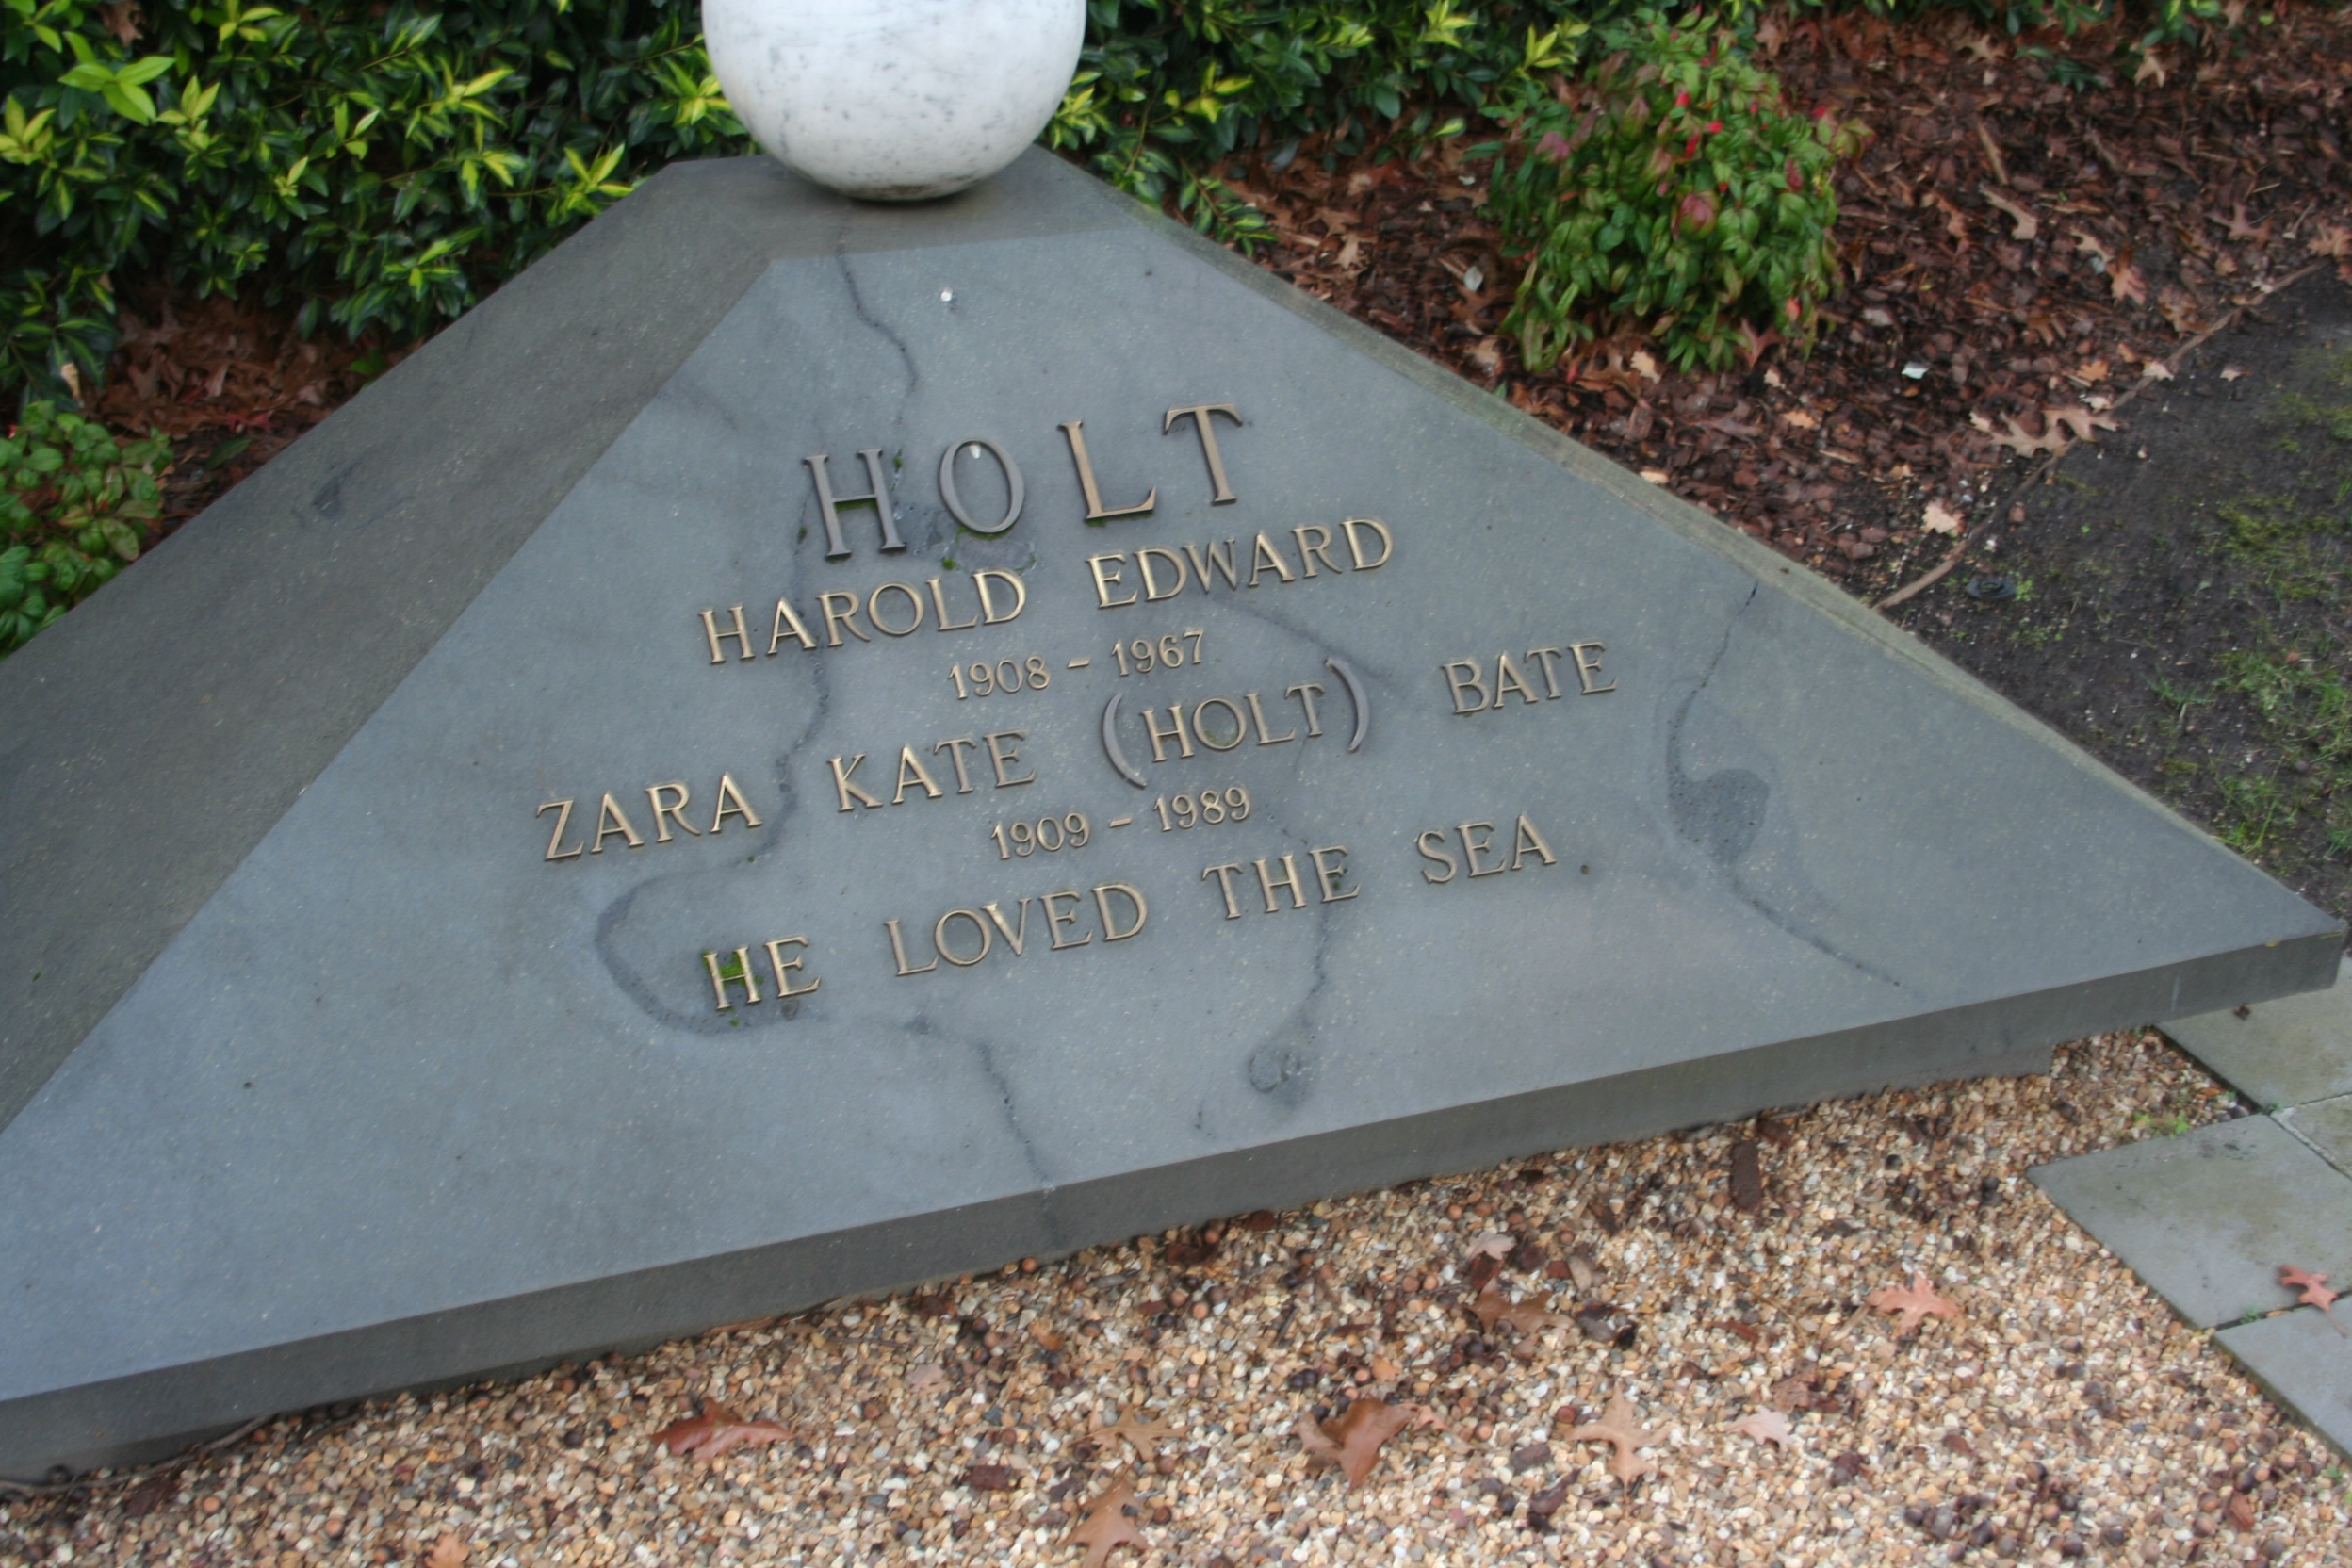 HOLT
HAROLD EDWARD
1908 - 1967
ZARA KATE (HOLT) BATE
1909 - 1989
HE LOVED THE SEA